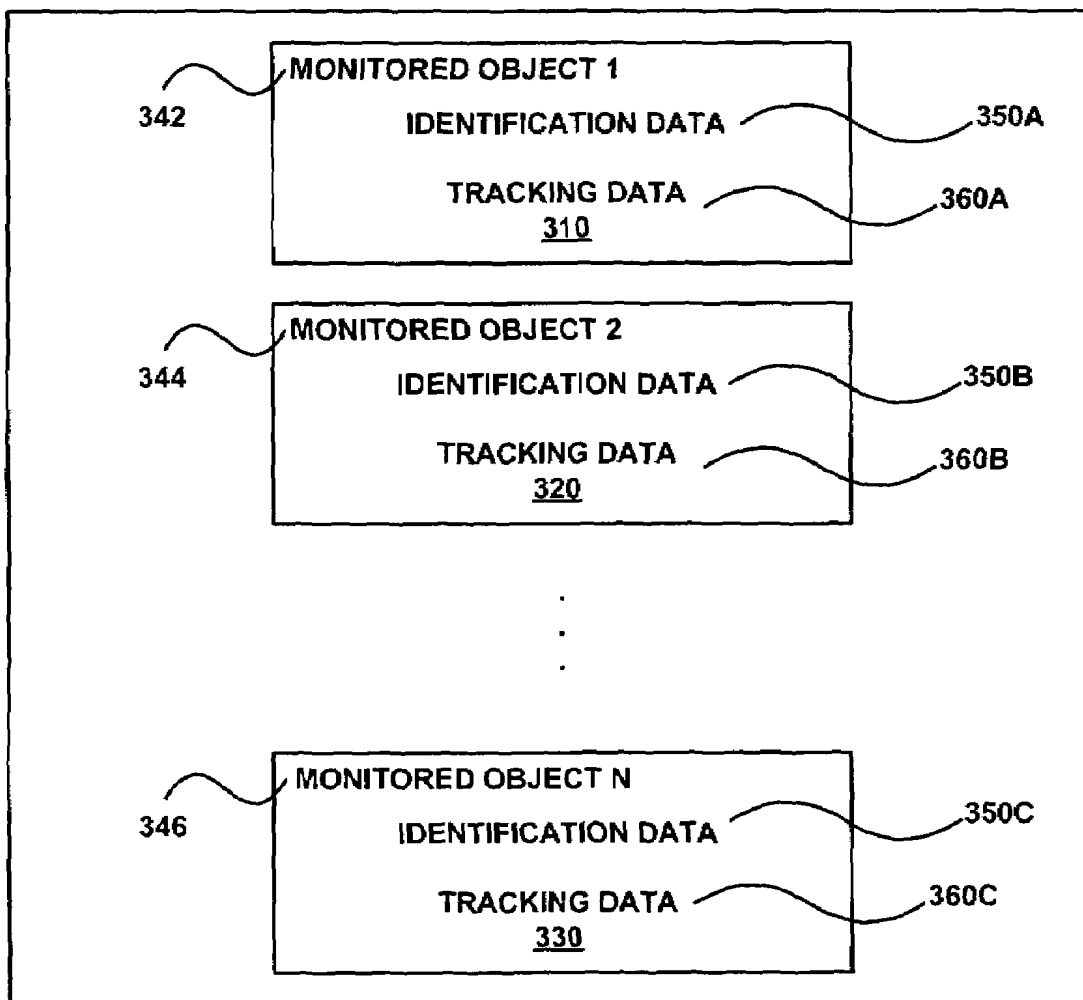 MONITORED OBJECT 1
342
IDENTIFICATION DATA
350A
TRACKING DATA
360A
310
MONITORED OBJECT 2
344
IDENTIFICATION DATA
350B
TRACKING DATA
360B
320
MONITORED OBJECT N
346
IDENTIFICATION DATA
350C
TRACKING DATA
360C
330